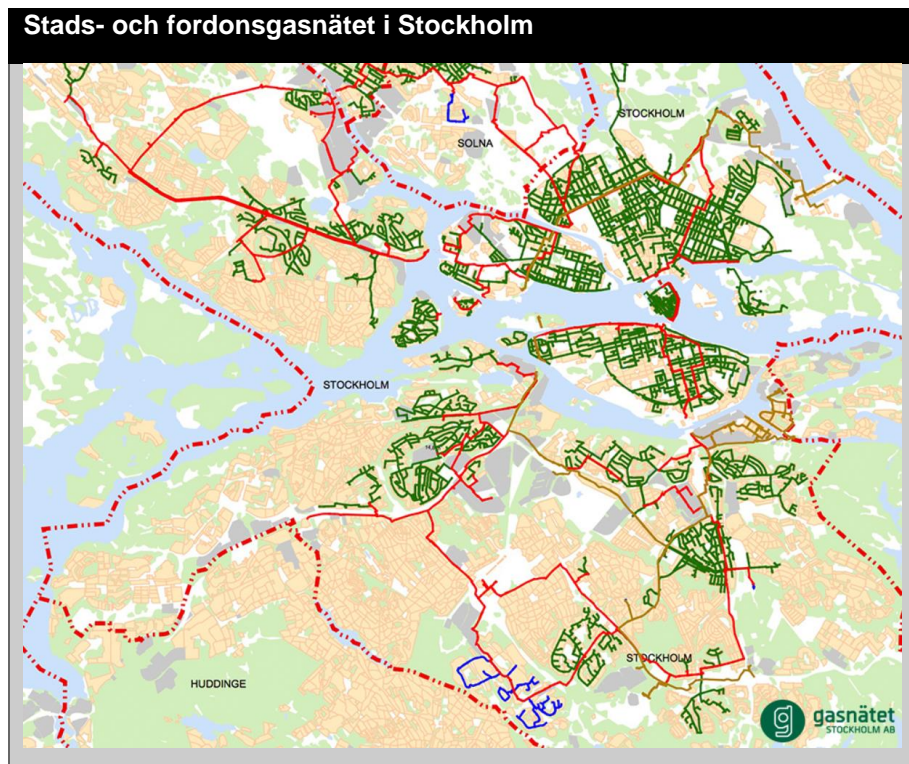 Stads- och fordonsgasnätet i Stockholm
STOCKHOLM
SOLNA
STOCKHOLM
STOCKHOLM
HUDDINGE
gasnätet
STOCKHOLM AB